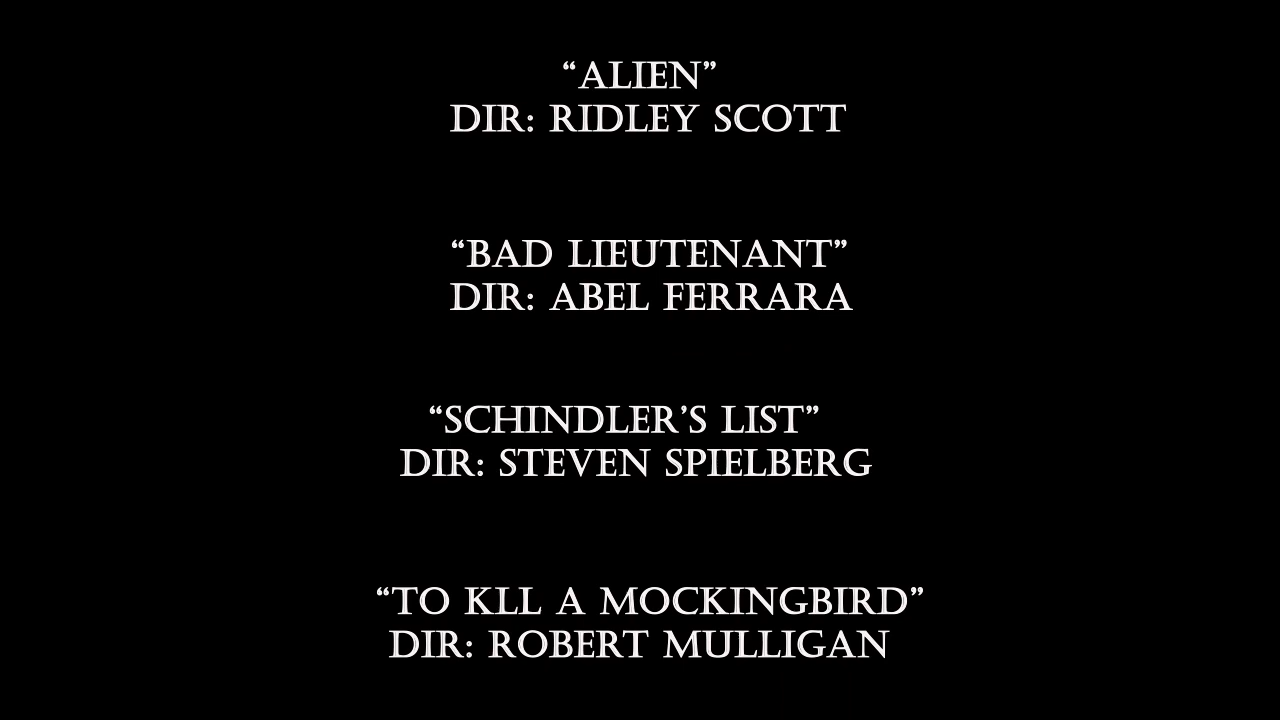 “ALIEN”
DIR: RIDLEY SCOTT
“BAD LIEUTENANT”
DIR: ABEL FERRARA
“SCHINDLER’S LIST”
DIR: STEVEN SPIELBERG
“TO KLL A MOCKINGBIRD”
DIR: ROBERT MULLIGAN